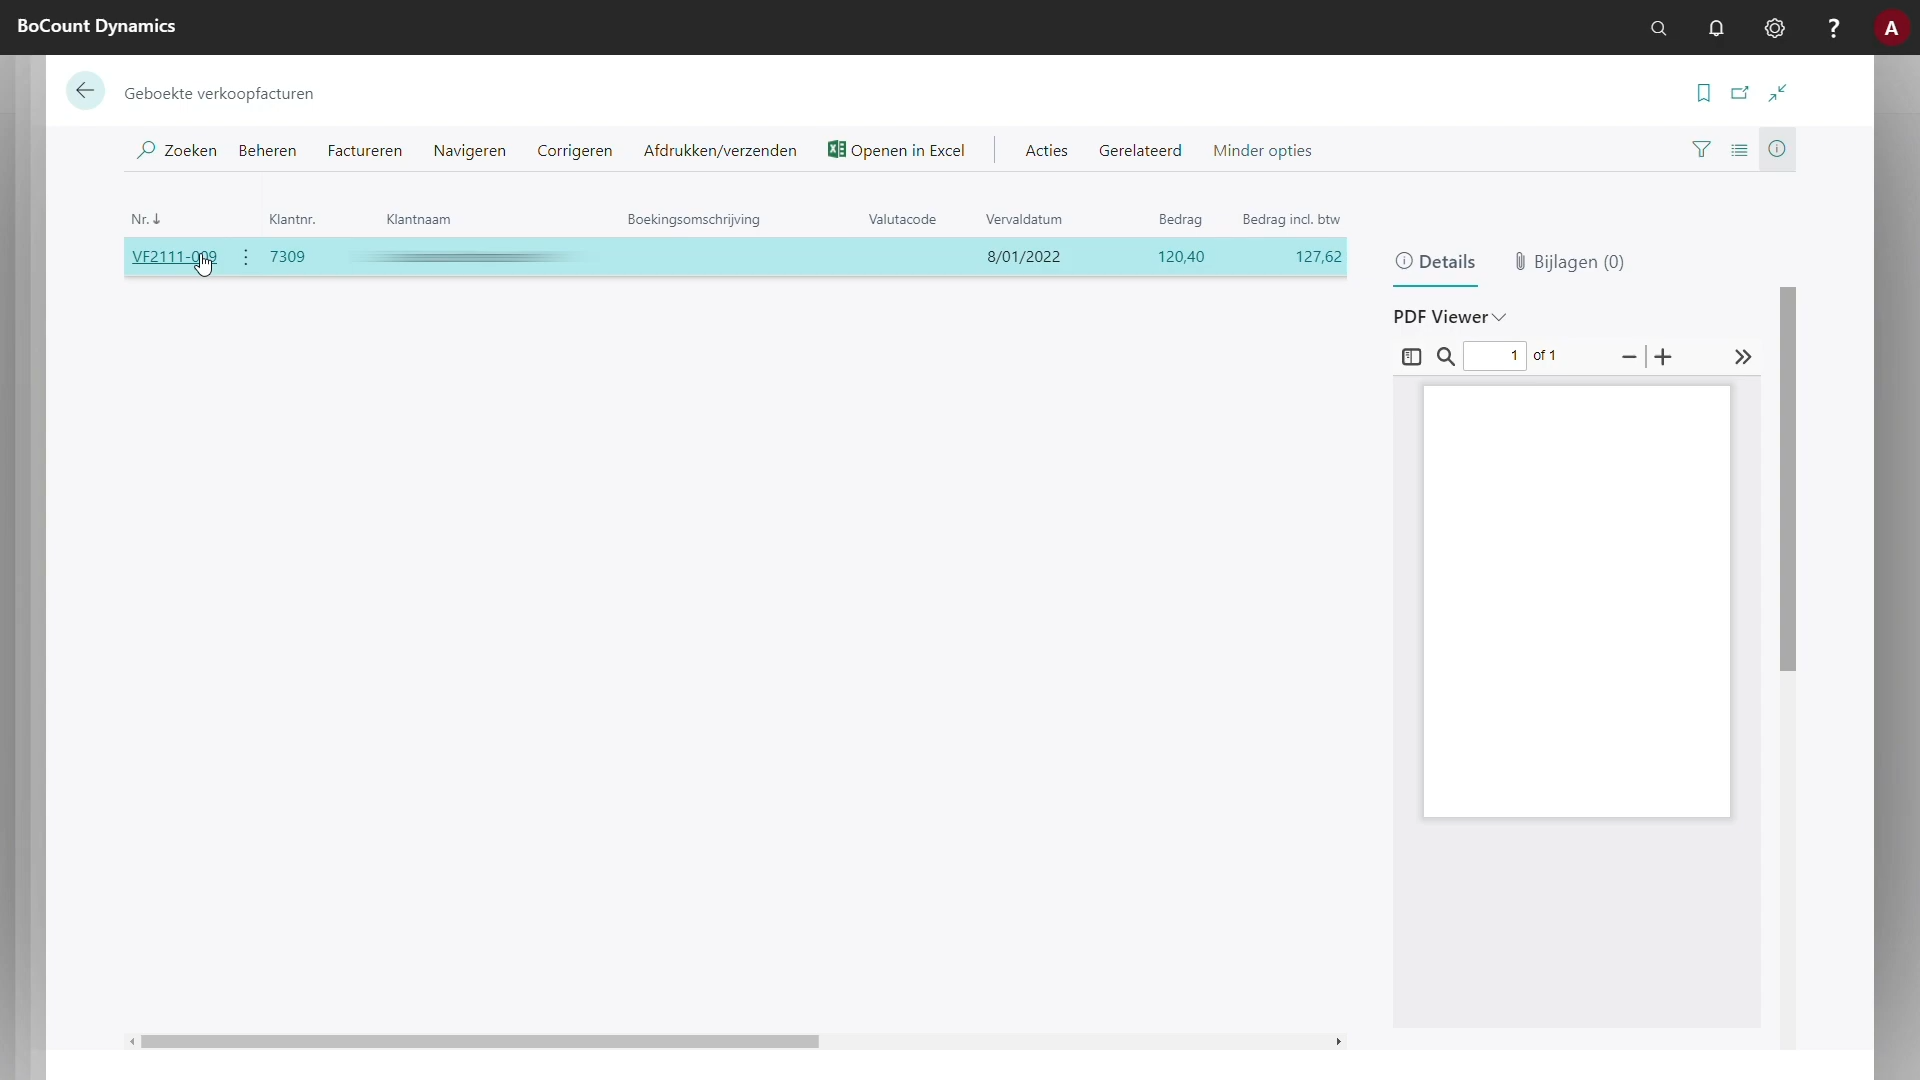 BoCount Dynamics
? A
Geboekte verkoopfacturen
Zoeken Beheren Factureren Navigeren Corrigeren Afdrukken/verzenden Openen in Excel Acties Gerelateerd Minder opties
Nr.↓ Klantnr. Klantnaam Boekingsomschrijving Valutacode Vervaldatum Bedrag Bedrag incl. btw
VF2111-009 7309 8/01/2022 120,40 127,62
Details Bijlagen (0)
PDF Viewer
1 of 1